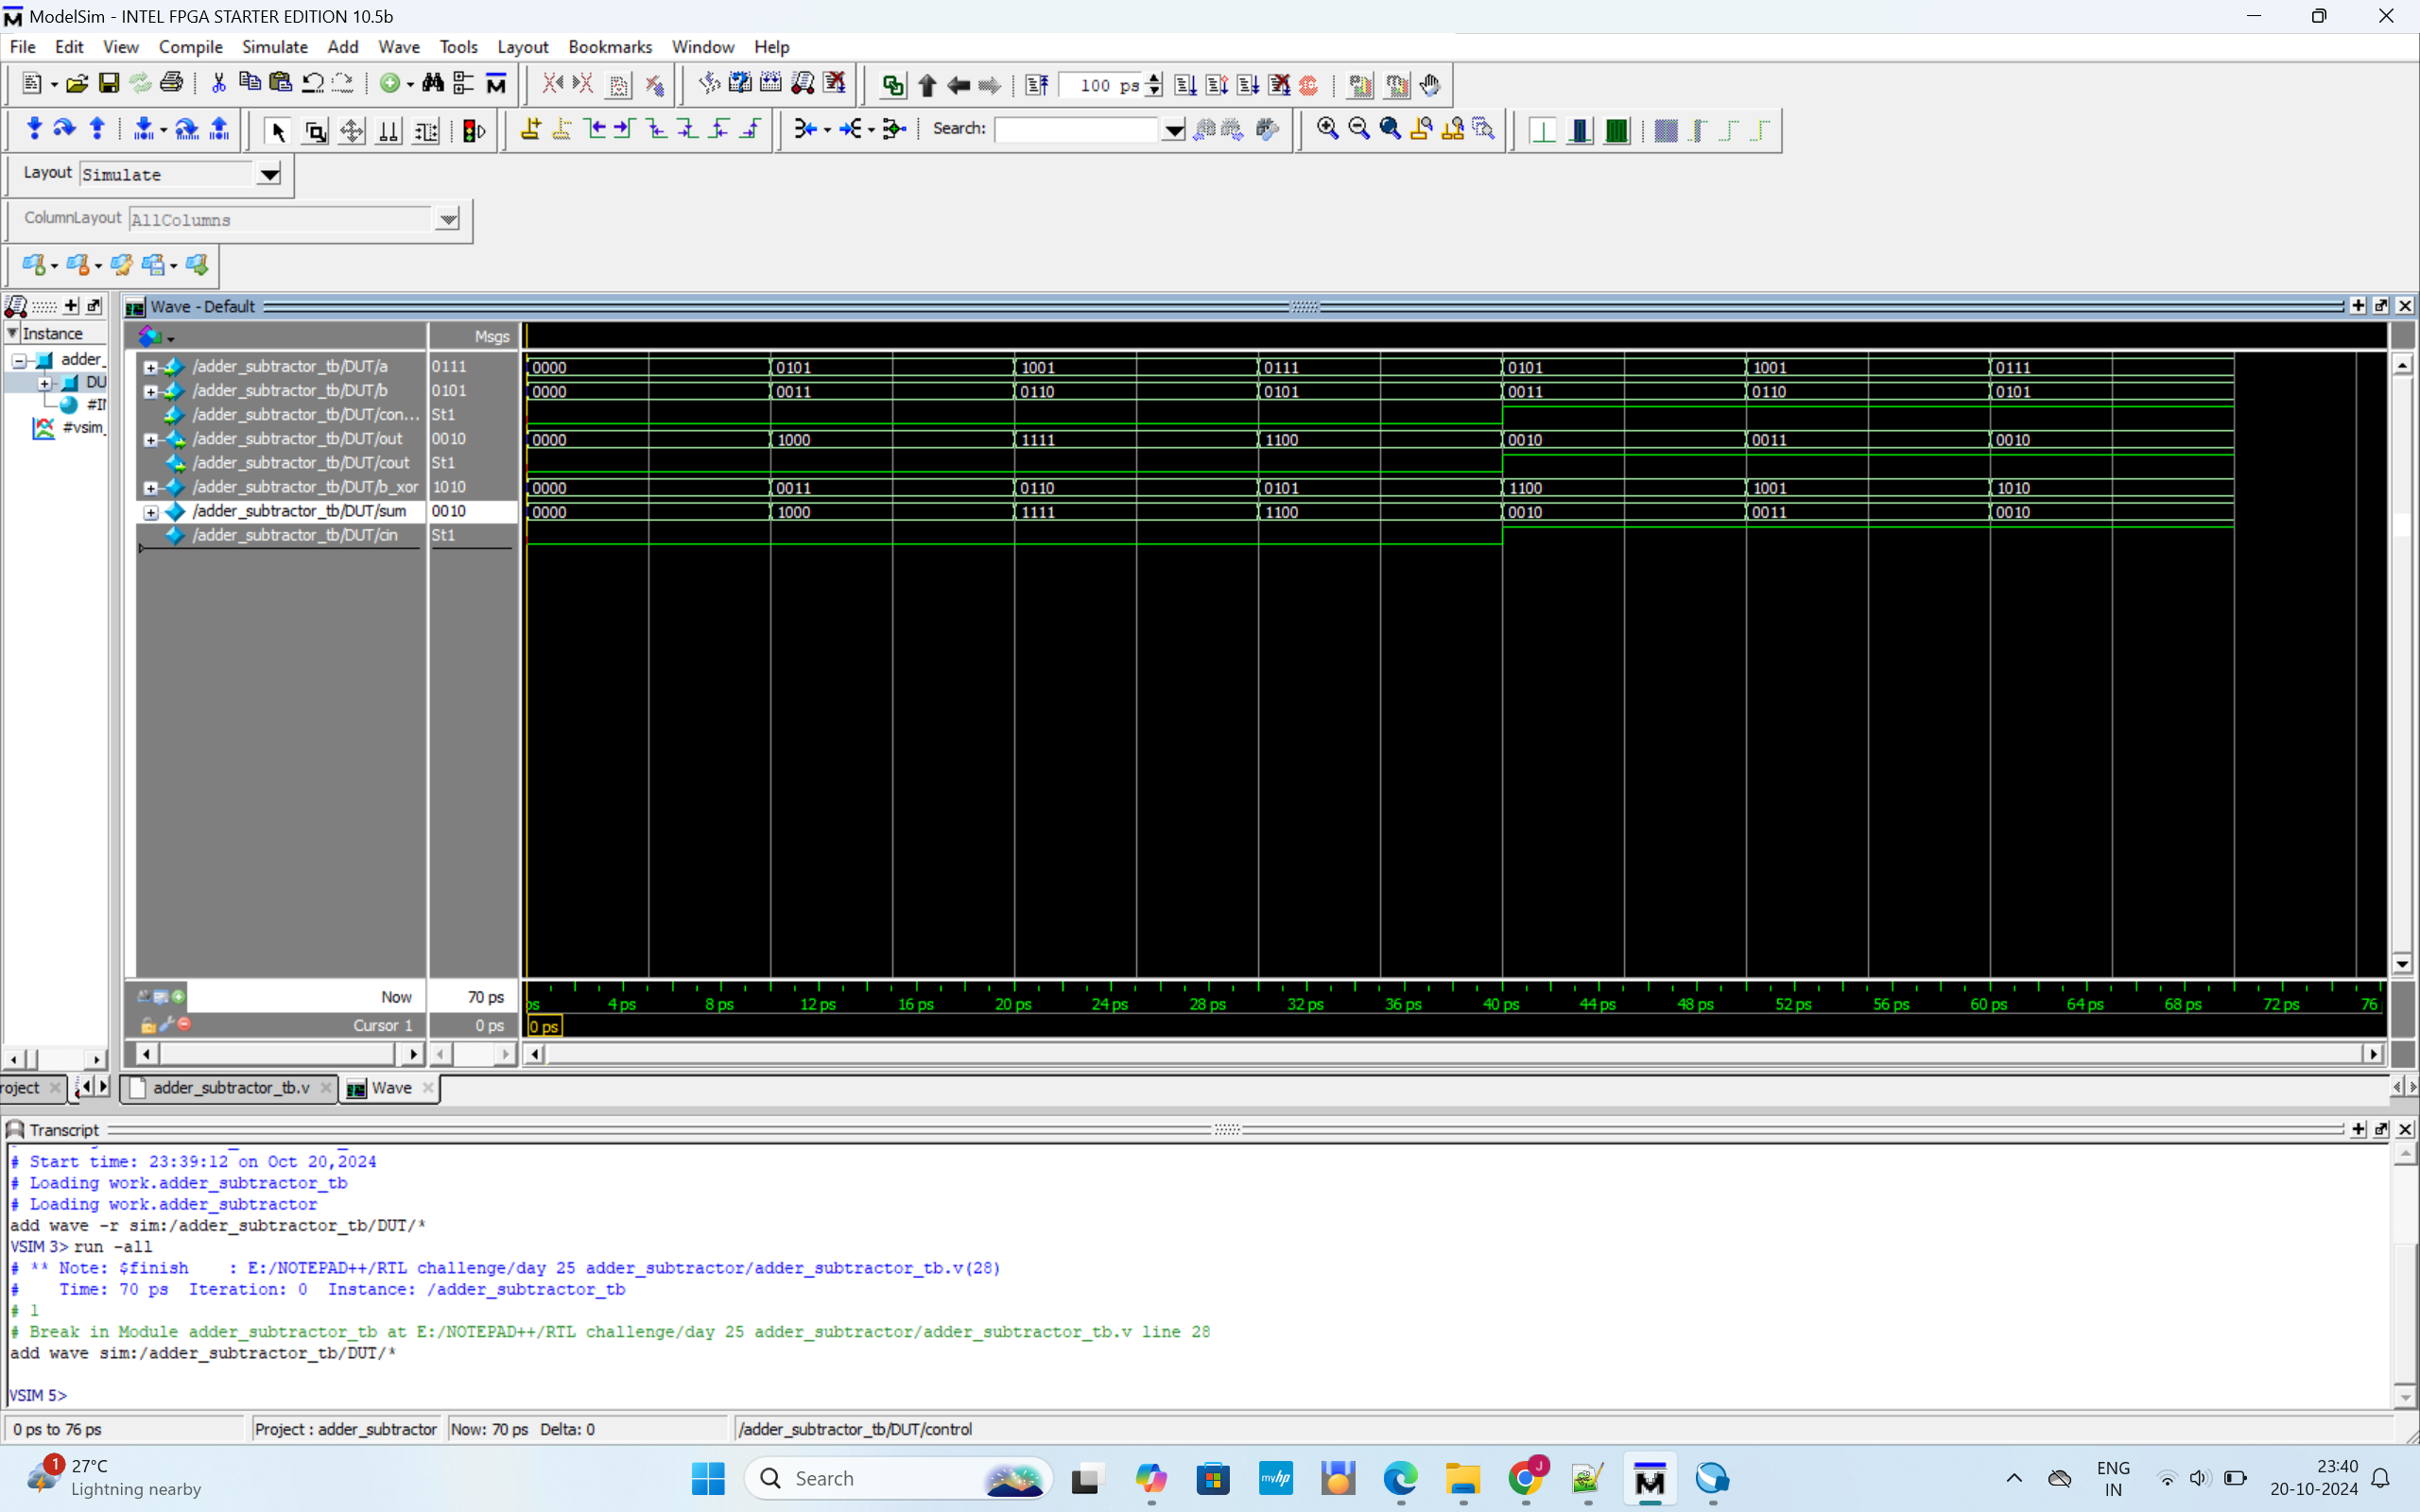 ModelSim - INTEL FPGA STARTER EDITION 10.5b
File Edit View Compile Simulate Add Wave Tools Layout Bookmarks Window Help
100 ps
Search:
Layout Simulate
ColumnLayout AllColumns
Wave - Default
Instance
Msgs
adder_
DU
#vsim_
/adder_subtractor_tb/DUT/a 0111 0000 0101 1001 0111 0101 1001 0111
/adder_subtractor_tb/DUT/b 0101 0000 0011 0110 0101 0011 0110 0101
/adder_subtractor_tb/DUT/con... St1
/adder_subtractor_tb/DUT/out 0010 0000 1000 1111 1100 0010 0011 0010
/adder_subtractor_tb/DUT/cout St1
/adder_subtractor_tb/DUT/b_xor 1010 0000 0011 0110 0101 1100 1001 1010
/adder_subtractor_tb/DUT/sum 0010 0000 1000 1111 1100 0010 0011 0010
/adder_subtractor_tb/DUT/cin St1
Now 70 ps
ps 4 ps 8 ps 12 ps 16 ps 20 ps 24 ps 28 ps 32 ps 36 ps 40 ps 44 ps 48 ps 52 ps 56 ps 60 ps 64 ps 68 ps 72 ps 76
Cursor 1 0 ps 0 ps
roject adder_subtractor_tb.v Wave
Transcript
# Start time: 23:39:12 on Oct 20,2024
# Loading work.adder_subtractor_tb
# Loading work.adder_subtractor
add wave -r sim:/adder_subtractor_tb/DUT/*
VSIM 3> run -all
# ** Note: $finish    : E:/NOTEPAD++/RTL challenge/day 25 adder_subtractor/adder_subtractor_tb.v(28)
#    Time: 70 ps  Iteration: 0  Instance: /adder_subtractor_tb
# 1
# Break in Module adder_subtractor_tb at E:/NOTEPAD++/RTL challenge/day 25 adder_subtractor/adder_subtractor_tb.v line 28
add wave sim:/adder_subtractor_tb/DUT/*
VSIM 5>
0 ps to 76 ps Project : adder_subtractor Now: 70 ps Delta: 0 /adder_subtractor_tb/DUT/control
1 27°C
Lightning nearby
Search
myhp
J
ENG
IN
23:40
20-10-2024